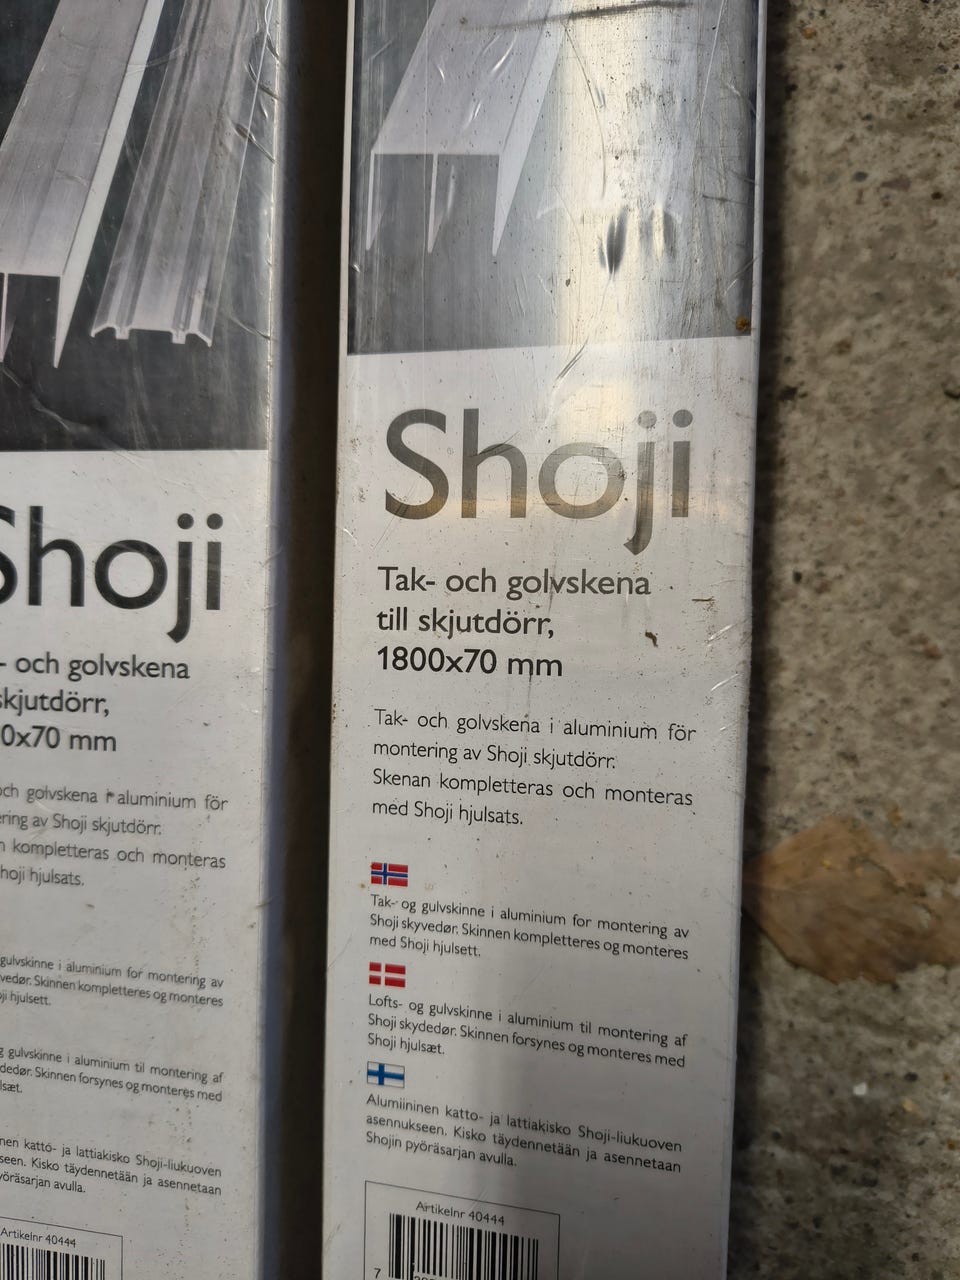 Shoji
- och golvskena
skjutdörr,
0x70 mm
och golvskena i aluminium för
ering av Shoji skjutdörr.
n kompletteras och monteras
hoji hjulsats.
gulvskinne i aluminium for montering av
vedør. Skinnen kompletteres og monteres
ji hjulsett.
g gulvskinne i aluminium til montering af
dedør. Skinnen forsynes og monteres med
lsæt.
nen katto- ja lattiakisko Shoji-liukuoven
seen. Kisko täydennetään ja asennetaan
yöräsarjan avulla.
Artikelnr 40444
Shoji
Tak- och golvskena
till skjutdörr,
1800x70 mm
Tak- och golvskena i aluminium för
montering av Shoji skjutdörr.
Skenan kompletteras och monteras
med Shoji hjulsats.
Tak- og gulvskinne i aluminium for montering av
Shoji skyvedør. Skinnen kompletteres og monteres
med Shoji hjulsett.
Lofts- og gulvskinne i aluminium til montering af
Shoji skydedør. Skinnen forsynes og monteres med
Shoji hjulsæt.
Alumiininen katto- ja lattiakisko Shoji-liukuoven
asennukseen. Kisko täydennetään ja asennetaan
Shojin pyöräsarjan avulla.
Artikelnr 40444
7